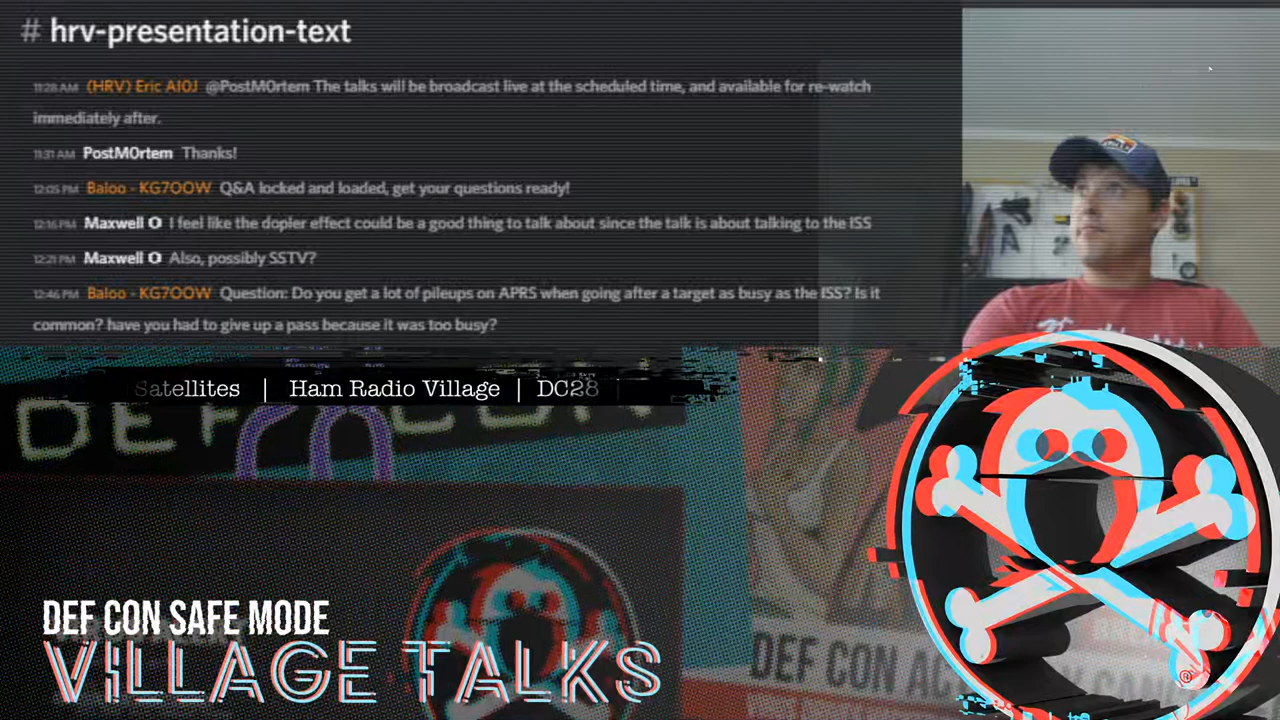 # hrv-presentation-text
11:28 AM (HRV) Eric AI0J @PostM0rtem The talks will be broadcast live at the scheduled time, and available for re-watch
immediately after.
11:31 AM PostM0rtem Thanks!
12:05 PM Baloo - KG7OOW Q&A locked and loaded, get your questions ready!
12:16 PM Maxwell O I feel like the dopler effect could be a good thing to talk about since the talk is about talking to the ISS
12:21 PM Maxwell O Also, possibly SSTV?
12:46 PM Baloo - KG7OOW Question: Do you get a lot of pileups on APRS when going after a target as busy as the ISS? Is it
common? have you had to give up a pass because it was too busy?
Satellites | Ham Radio Village | DC28 |
DEF CON
DEF CON SAFE MODE
VILLAGE TALKS
DEF CON